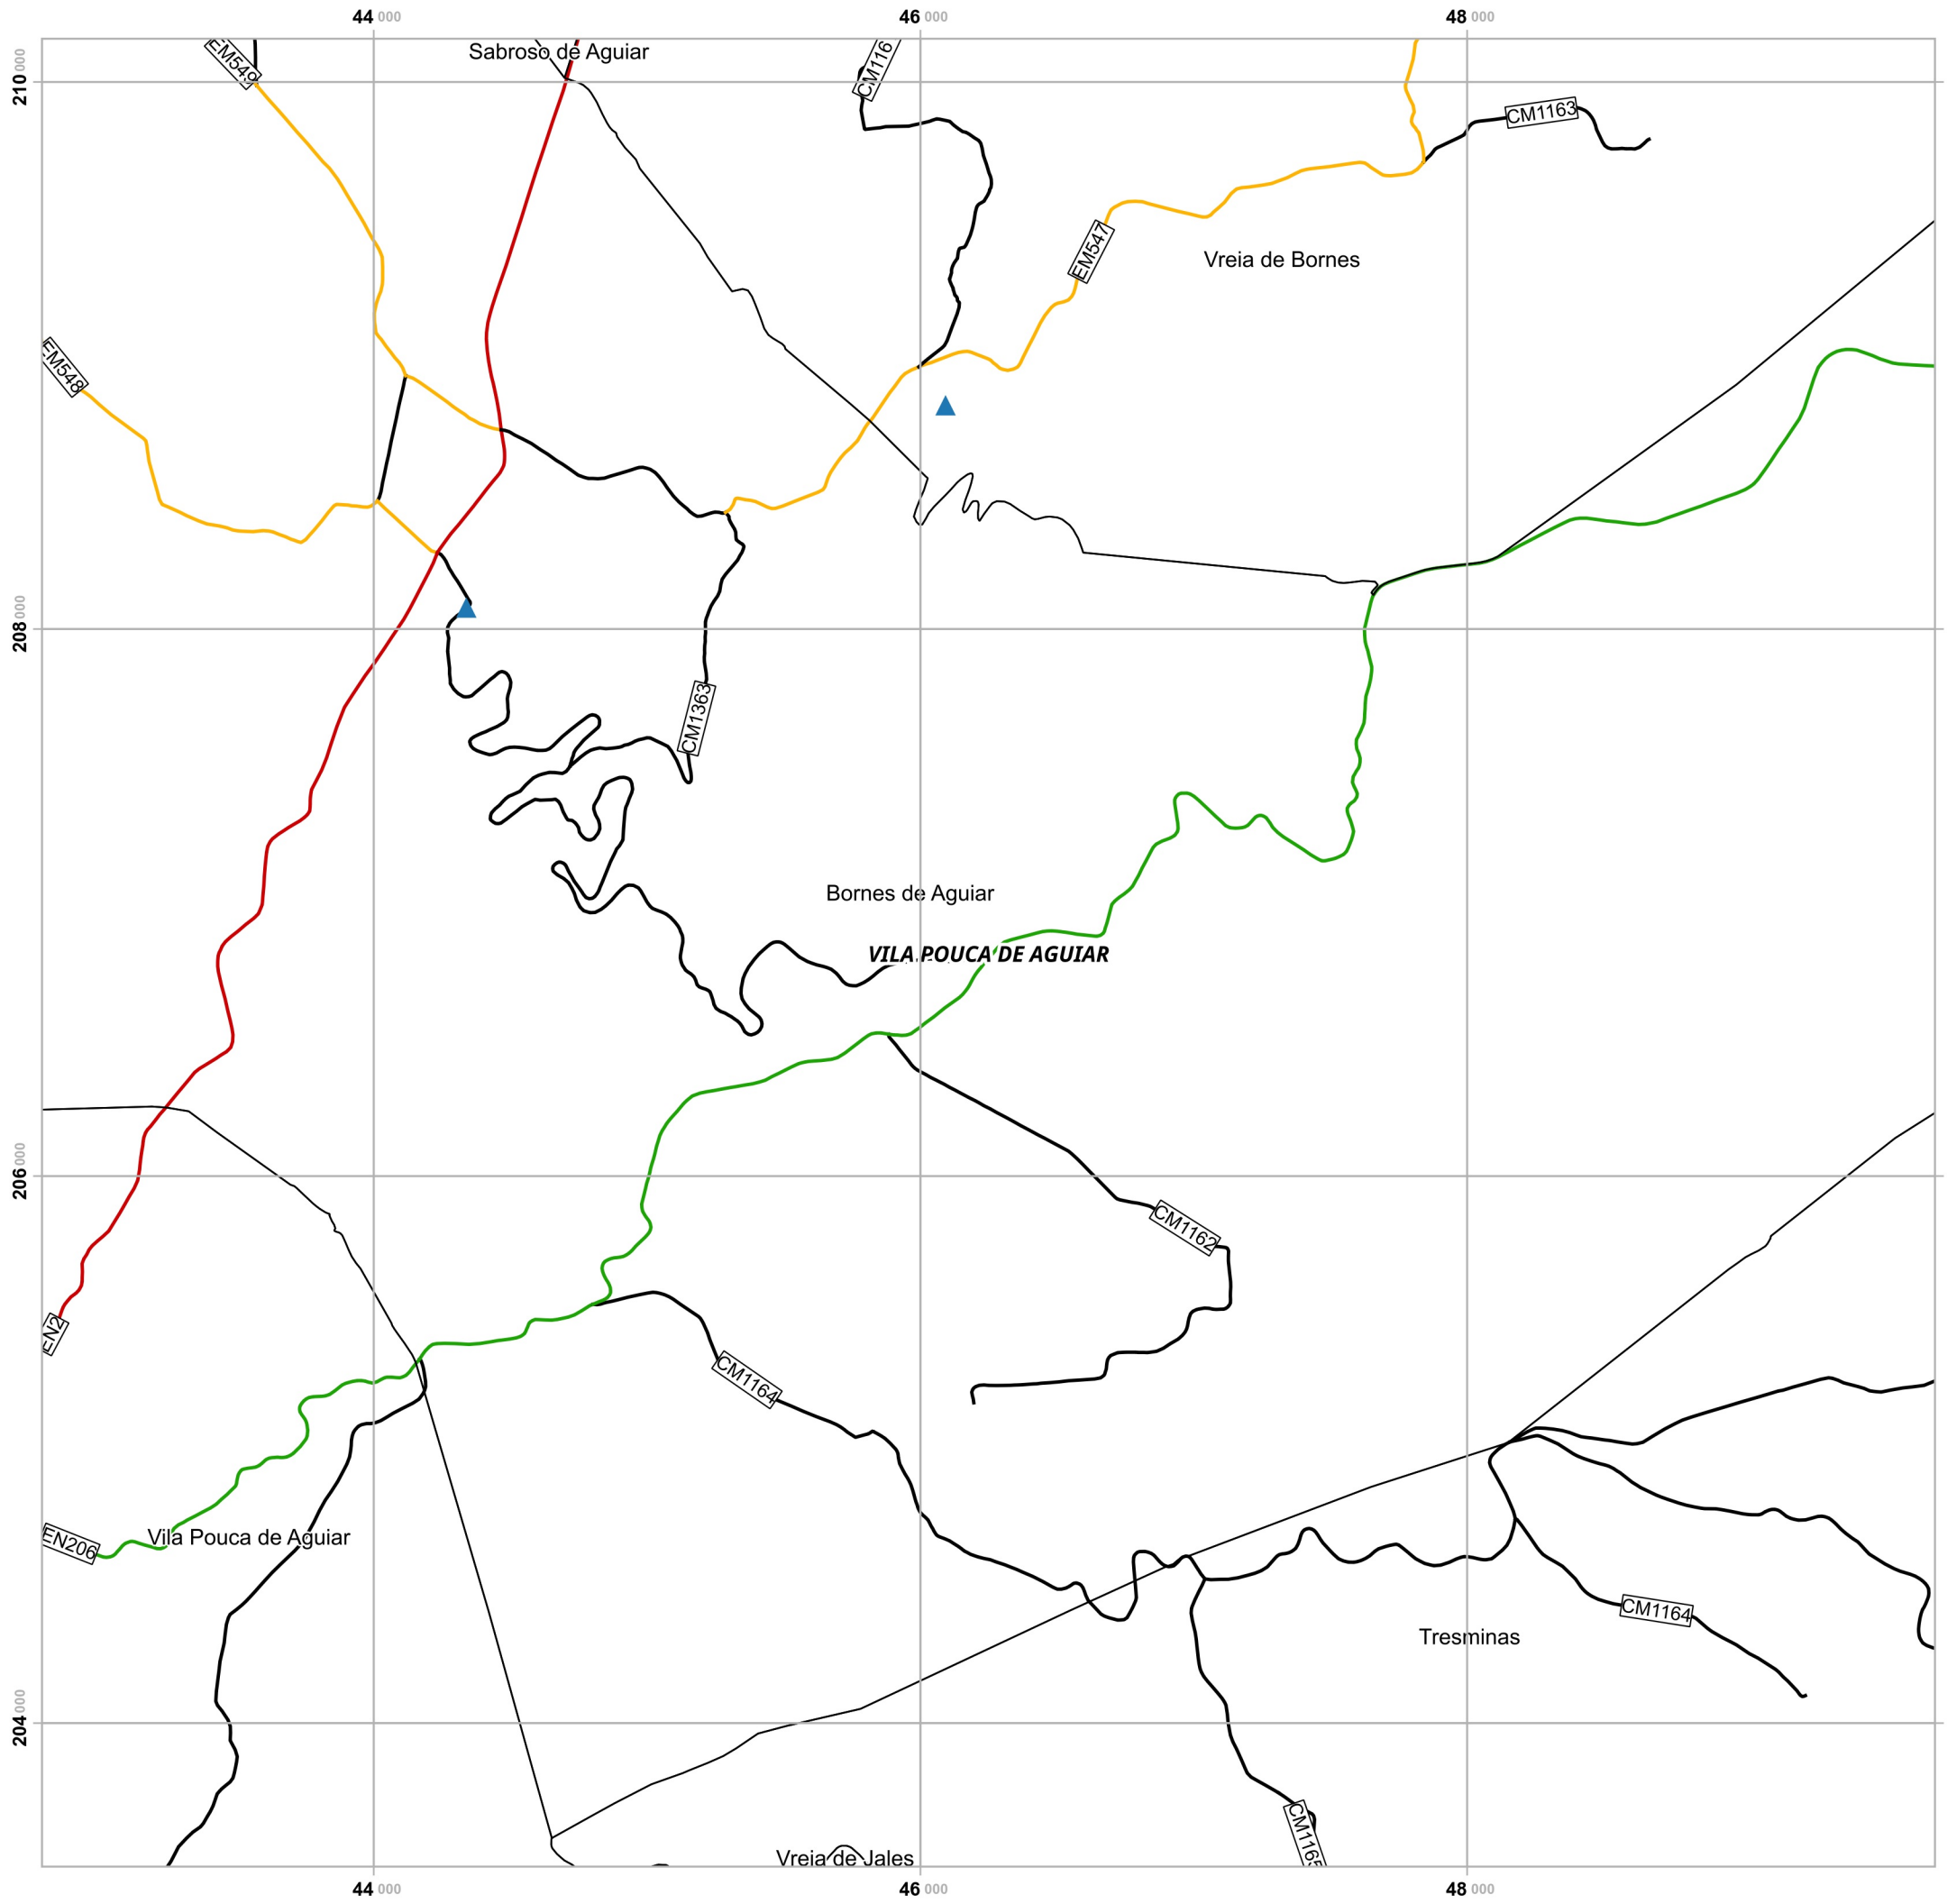 44 000 46 000 48 000
Sabroso de Aguiar
EM549
CM116
210 000
CM1163
EM547
Vreia de Bornes
EM548
208 000
CM1363
Bornes de Aguiar
VILA POUCA DE AGUIAR
206 000
CM1162
EN2
CM1164
EN206
Vila Pouca de Aguiar
CM1164
Tresminas
204 000
CM1165
Vreia de Jales
44 000 46 000 48 000